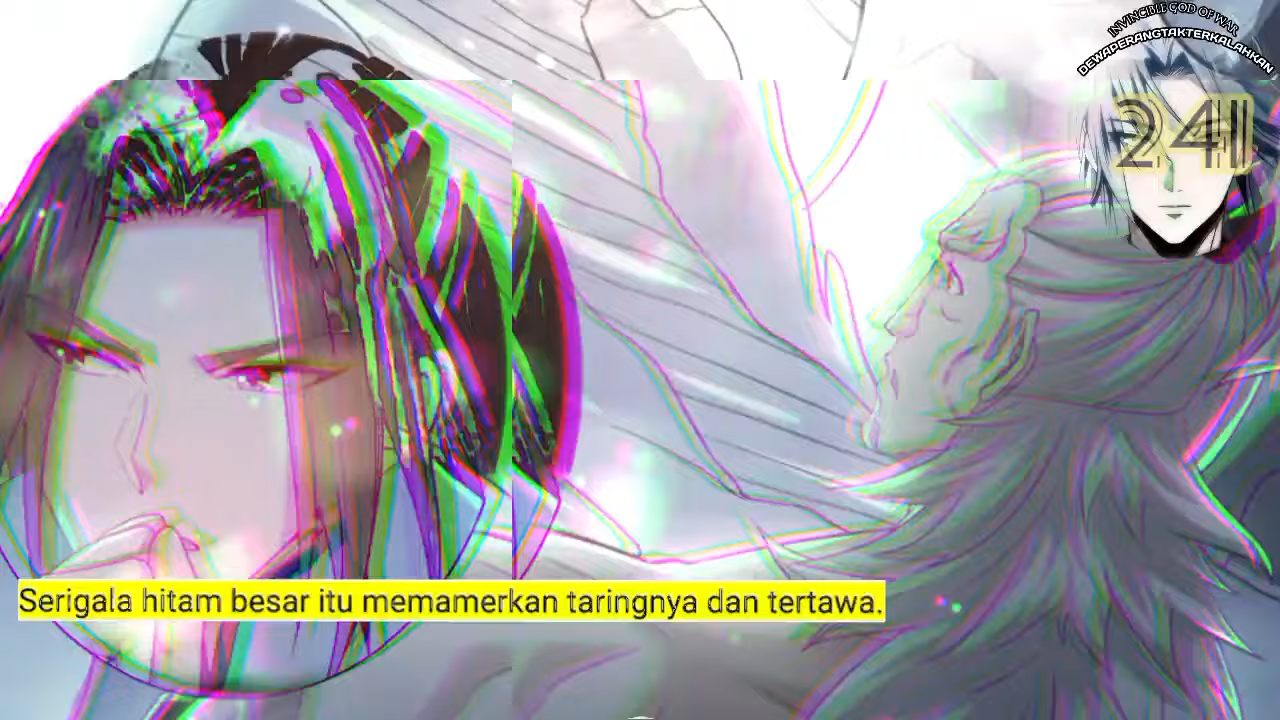 INVINCIBLE GOD OF WAR
DEWAPERANGTAKTERKALAHKAN
241
Serigala hitam besar itu memamerkan taringnya dan tertawa.